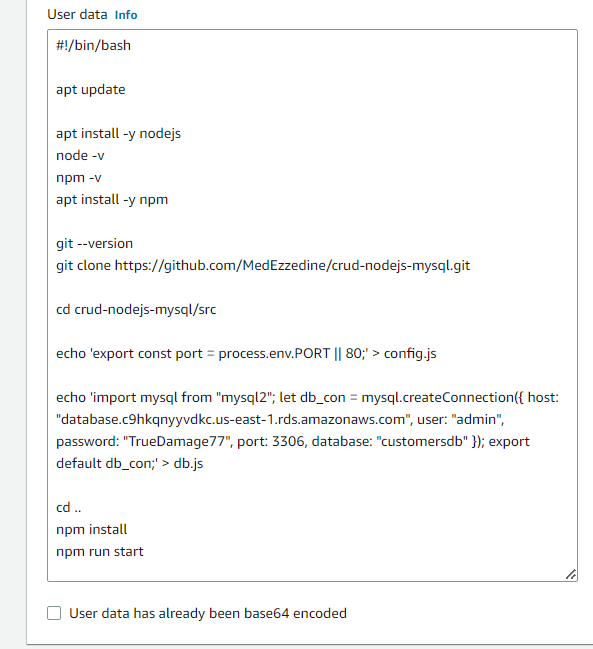 User data Info
#!/bin/bash
apt update
apt install -y nodejs
node -v
npm -v
apt install -y npm
git --version
git clone https://github.com/MedEzzedine/crud-nodejs-mysql.git
cd crud-nodejs-mysql/src
echo 'export const port = process.env.PORT || 80;' > config.js
echo 'import mysql from "mysql2"; let db_con = mysql.createConnection({ host:
"database.c9hkqnyyvdkc.us-east-1.rds.amazonaws.com", user: "admin",
password: "TrueDamage77", port: 3306, database: "customersdb" }); export
default db_con;' > db.js
cd ..
npm install
npm run start
User data has already been base64 encoded